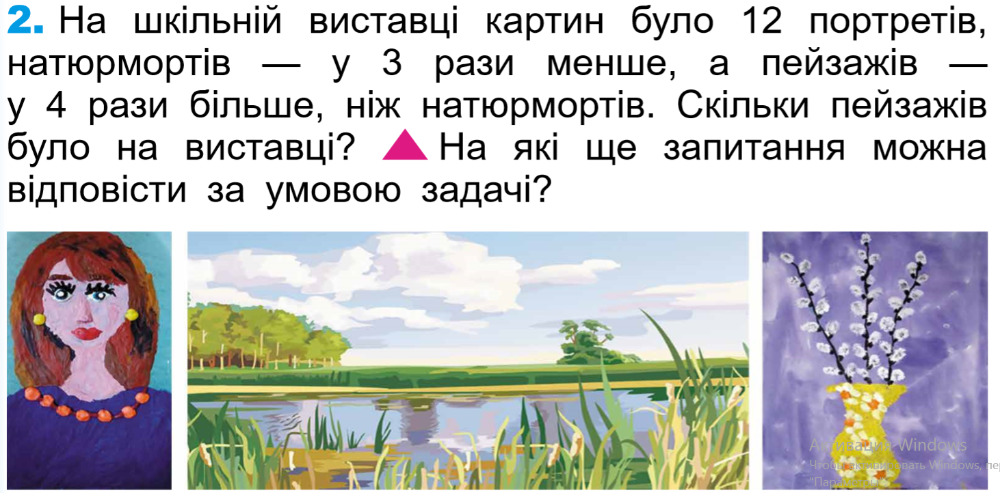 2. На шкільній виставці картин було 12 портретів,
натюрмортів — у 3 рази менше, а пейзажів —
у 4 рази більше, ніж натюрмортів. Скільки пейзажів
було на виставці? На які ще запитання можна
відповісти за умовою задачі?
Активация Windows
Чтобы активировать Windows, пер
"Параметры".